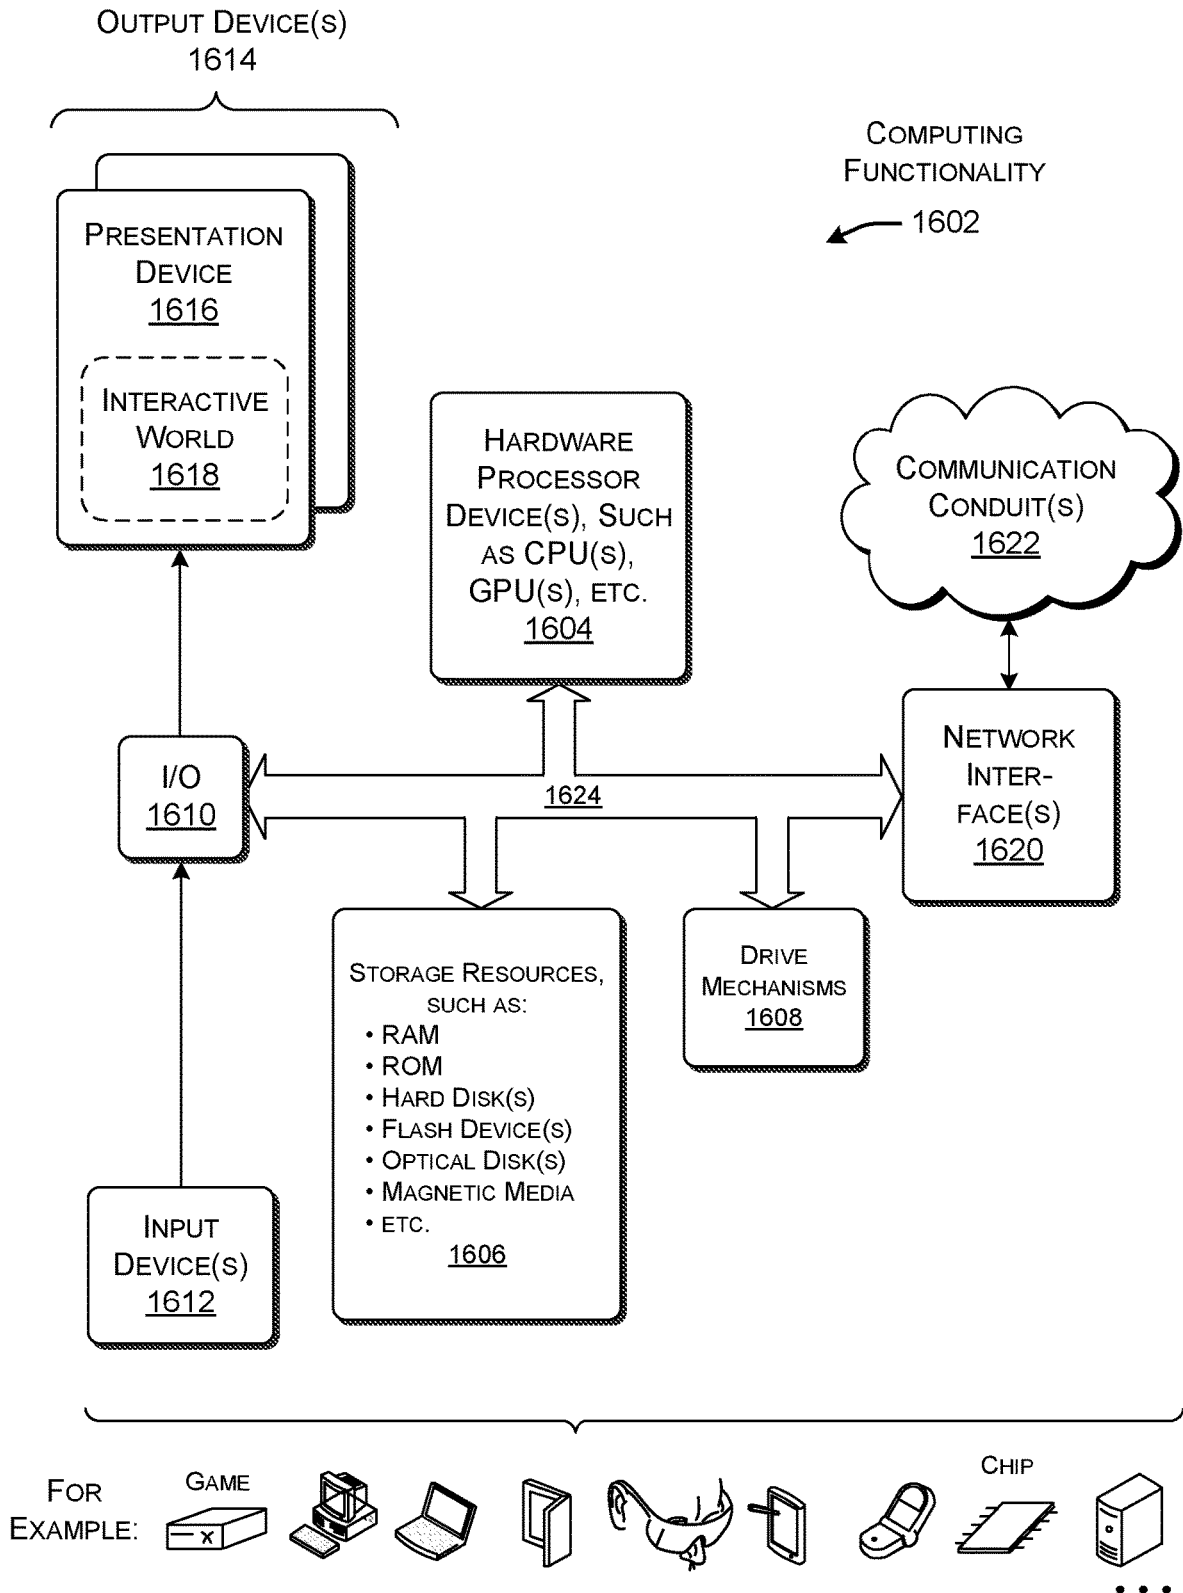 OUTPUT DEVICE(S)
1614
COMPUTING
FUNCTIONALITY
1602
PRESENTATION
DEVICE
1616
INTERACTIVE
WORLD
1618
HARDWARE
PROCESSOR
DEVICE(S), SUCH
AS CPU(S),
GPU(S), ETC.
1604
COMMUNICATION
CONDUIT(S)
1622
I/O
1610
1624
NETWORK
INTER-
FACE(S)
1620
STORAGE RESOURCES,
SUCH AS:
• RAM
• ROM
• HARD DISK(S)
• FLASH DEVICE(S)
• OPTICAL DISK(S)
• MAGNETIC MEDIA
• ETC.
1606
DRIVE
MECHANISMS
1608
INPUT
DEVICE(S)
1612
FOR
EXAMPLE:
GAME
X
CHIP
• • •